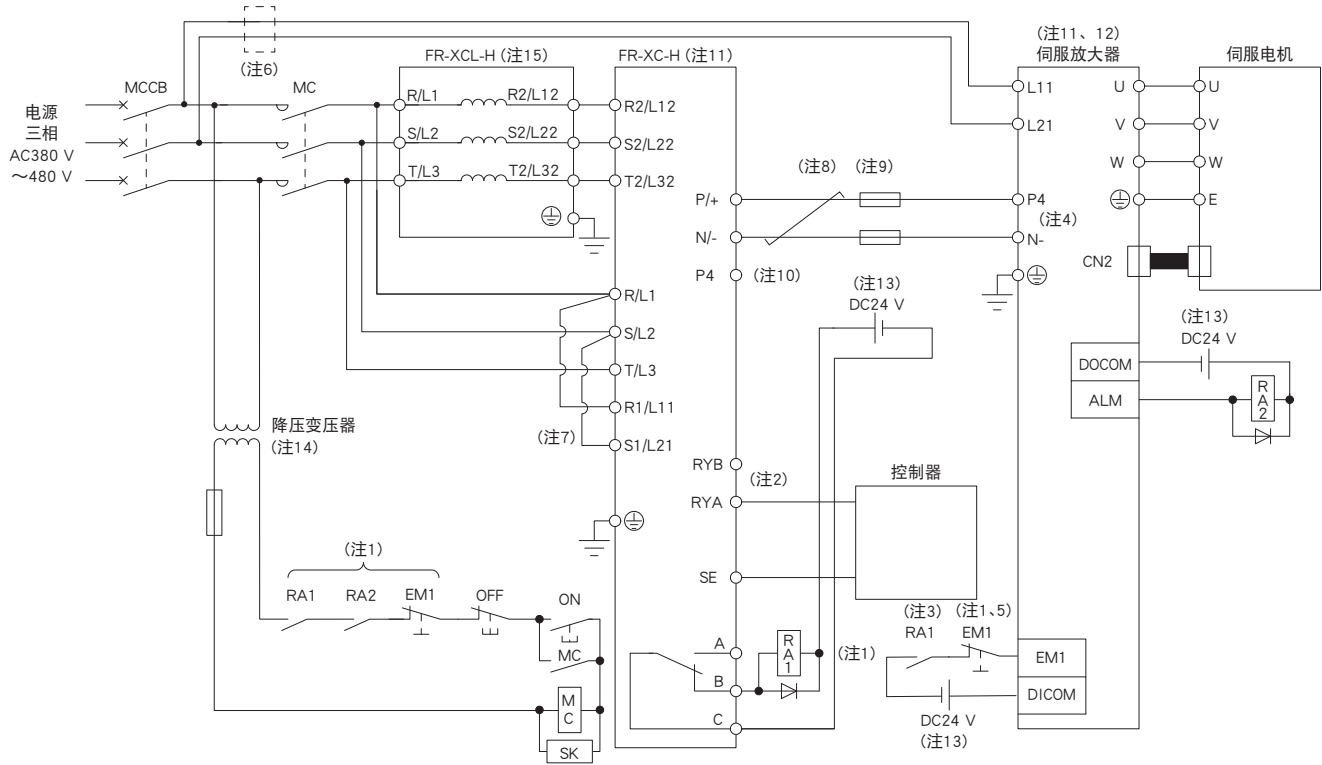 (注6)
FR-XCL-H (注15)
FR-XC-H (注11)
(注11、12)
伺服放大器
伺服电机
MCCB
MC
电源
三相
AC380 V
～480 V
R/L1
R2/L12
S/L2
S2/L22
T/L3
T2/L32
R2/L12
S2/L22
T2/L32
P/+
N/-
P4
(注10)
(注8)
(注9)
L11
L21
P4
(注4)
N-
U
V
W
U
V
W
E
CN2
R/L1
S/L2
T/L3
R1/L11
S1/L21
(注7)
(注13)
DC24 V
(注13)
DC24 V
DOCOM
ALM
RA2
降压变压器
(注14)
RYB
RYA
(注2)
SE
控制器
(注1)
RA1
RA2
EM1
OFF
ON
MC
MC
SK
A
B
C
RA1
(注1)
(注3)
RA1
(注1、5)
EM1
EM1
DICOM
DC24 V
(注13)